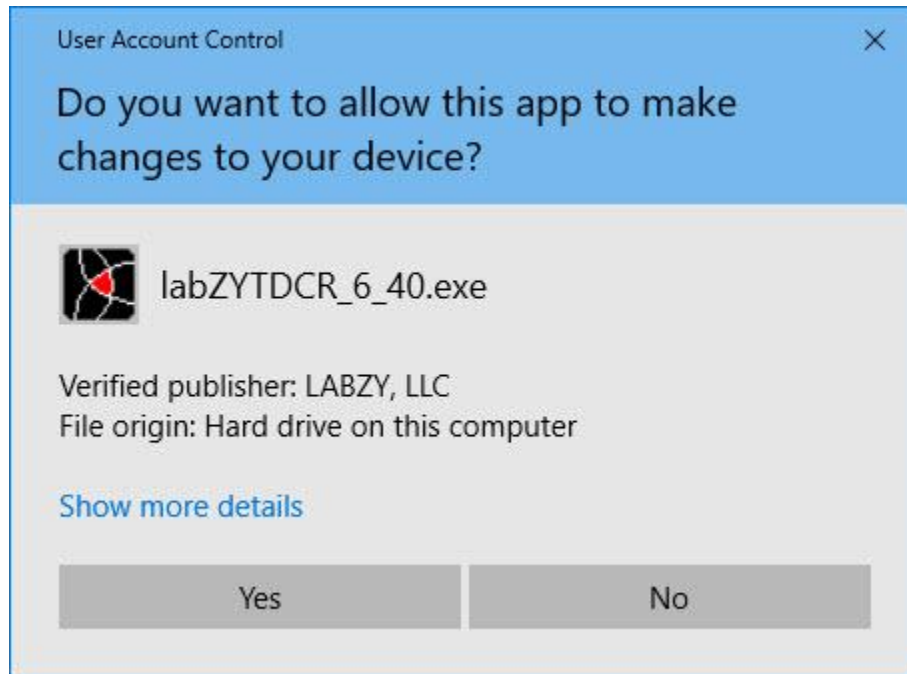 User Account Control
Do you want to allow this app to make
changes to your device?
labZYTDCR_6_40.exe
Verified publisher: LABZY, LLC
File origin: Hard drive on this computer
Show more details
Yes
No